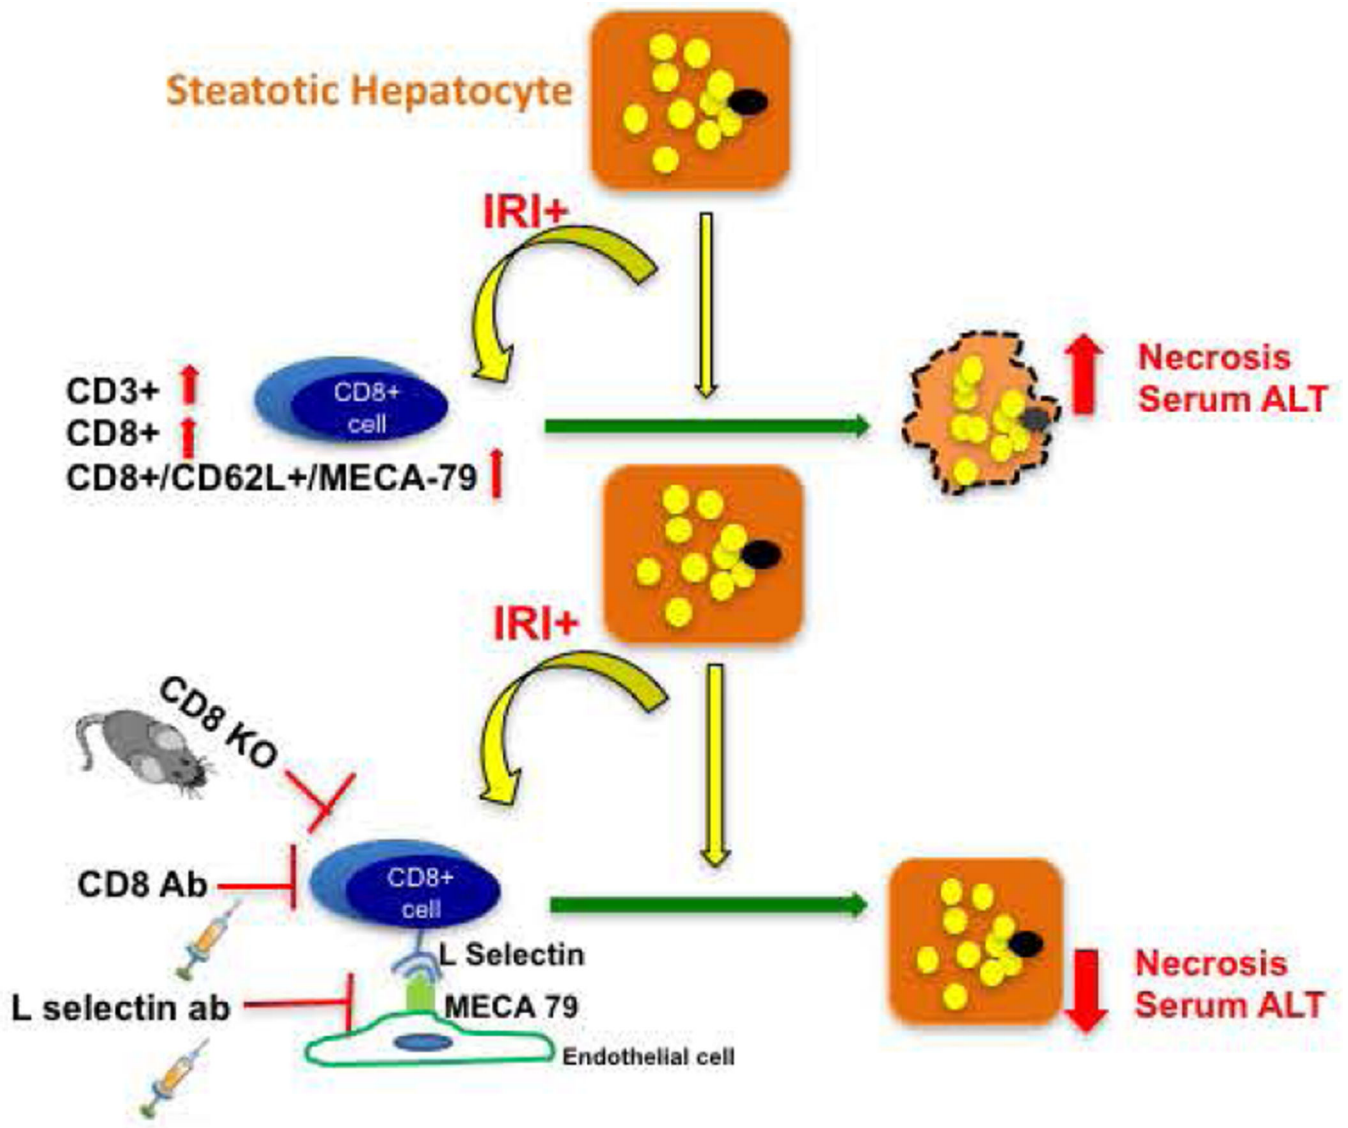 Steatotic Hepatocyte
IRI+
CD3+
CD8+
CD8+/CD62L+/MECA-79
CD8+
cell
Necrosis
Serum ALT
IRI+
CD8 KO
CD8 Ab
CD8+
cell
L Selectin
L selectin ab
MECA 79
Endothelial cell
Necrosis
Serum ALT